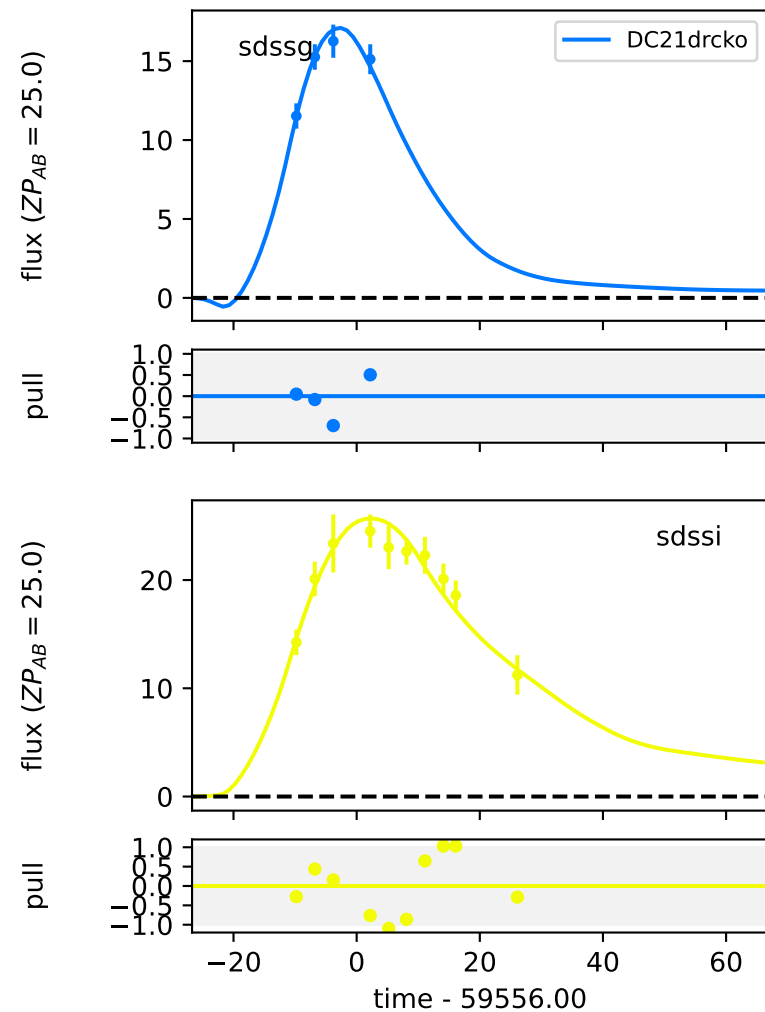 sdssg
DC21drcko
flux (ZP_AB = 25.0)
15
10
5
0
pull
1.0
0.5
0.0
−0.5
−1.0
sdssi
flux (ZP_AB = 25.0)
20
10
0
pull
1.0
0.5
0.0
−0.5
−1.0
−20 0 20 40 60
time - 59556.00